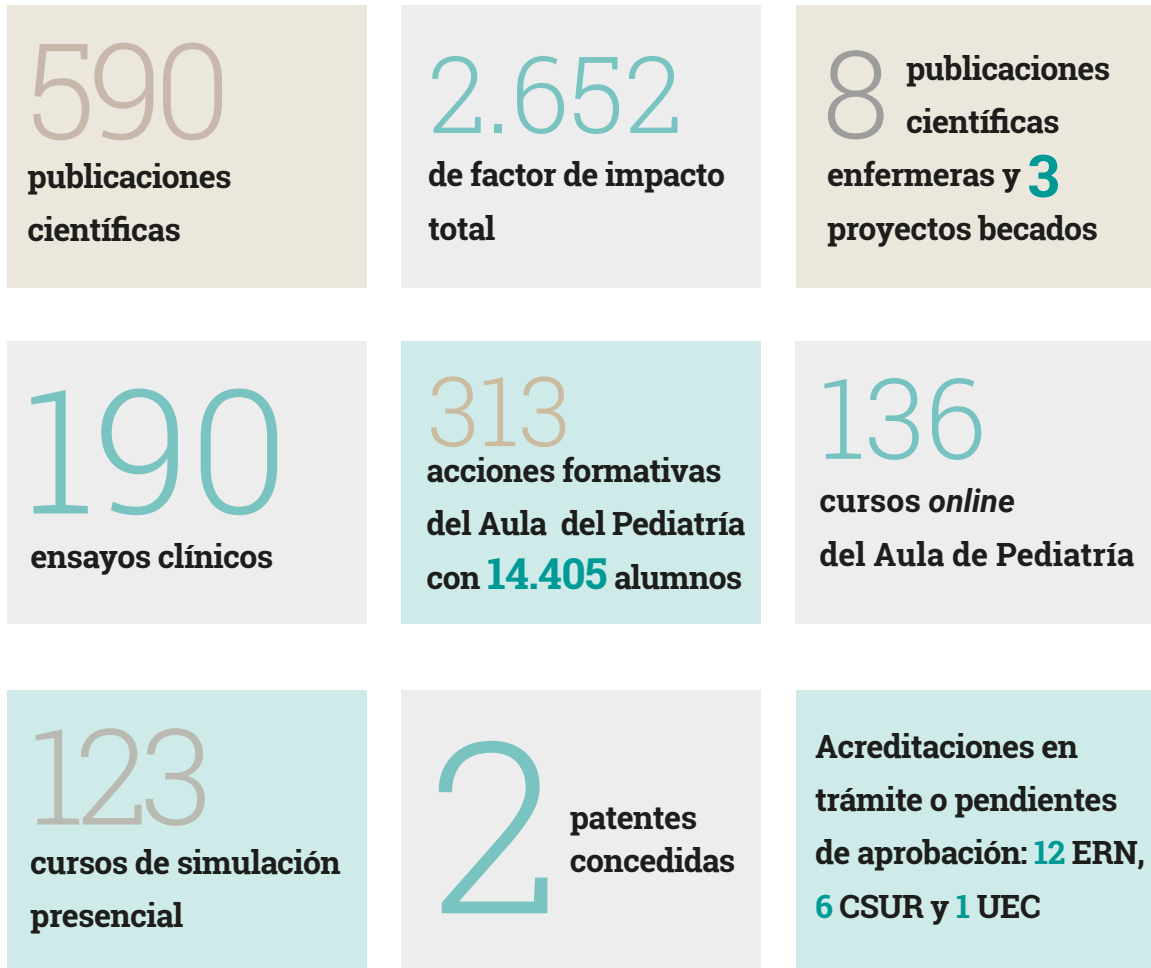 590
publicaciones
científicas
2.652
de factor de impacto
total
8 publicaciones
científicas
enfermeras y 3
proyectos becados
190
ensayos clínicos
313
acciones formativas
del Aula del Pediatría
con 14.405 alumnos
136
cursos online
del Aula de Pediatría
123
cursos de simulación
presencial
2 patentes
concedidas
Acreditaciones en
trámite o pendientes
de aprobación: 12 ERN,
6 CSUR y 1 UEC